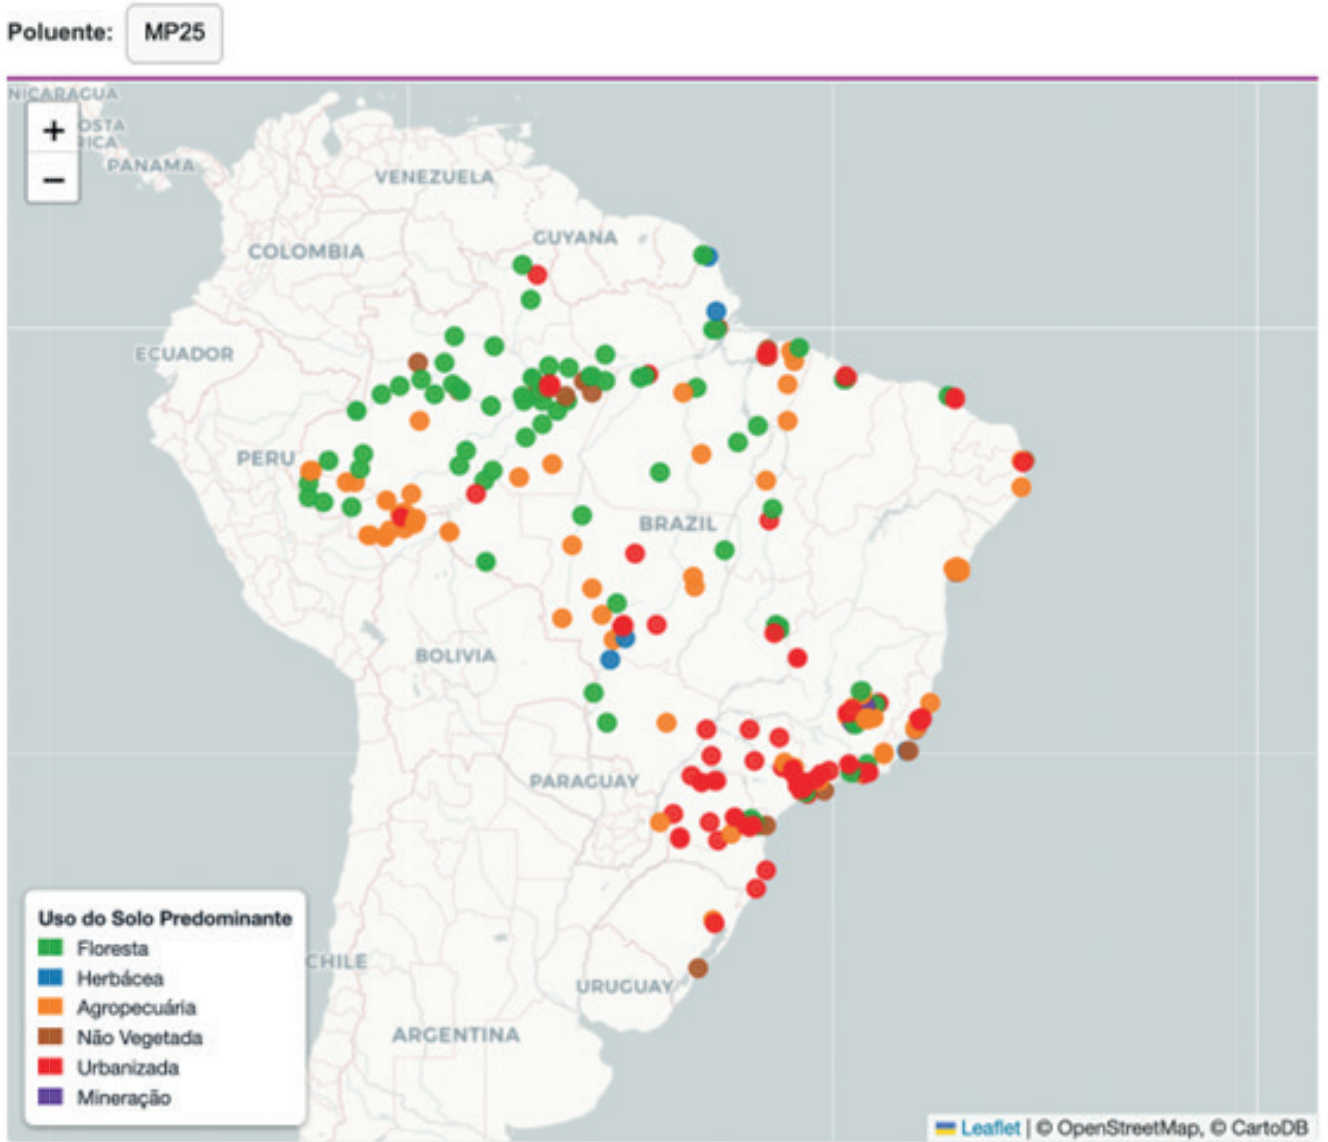 Poluente: MP25
NICARAGUA
+
OSTA
RICA
PANAMA
−
VENEZUELA
GUYANA
COLOMBIA
ECUADOR
PERU
BRAZIL
BOLIVIA
PARAGUAY
CHILE
URUGUAY
ARGENTINA
Uso do Solo Predominante
Floresta
Herbácea
Agropecuária
Não Vegetada
Urbanizada
Mineração
Leaflet | © OpenStreetMap, © CartoDB